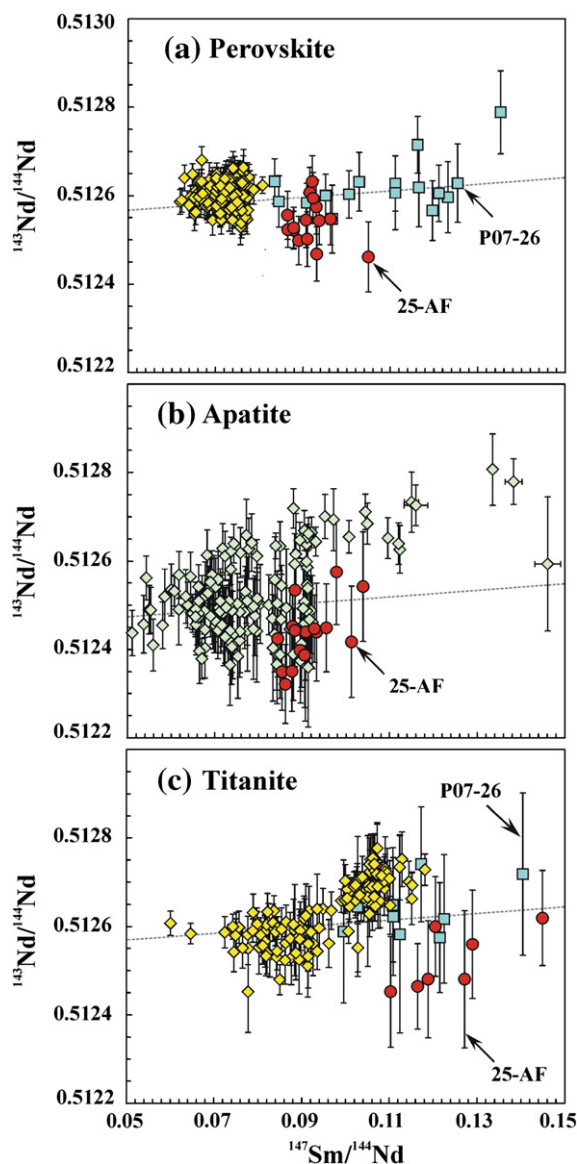 0.5130
(a) Perovskite
0.5128
0.5126
0.5124
0.5122
¹⁴³Nd/¹⁴⁴Nd
P07-26
25-AF
(b) Apatite
0.5128
0.5126
0.5124
0.5122
¹⁴³Nd/¹⁴⁴Nd
25-AF
(c) Titanite
P07-26
0.5128
0.5126
0.5124
0.5122
¹⁴³Nd/¹⁴⁴Nd
25-AF
0.05 0.07 0.09 0.11 0.13 0.15
¹⁴⁷Sm/¹⁴⁴Nd